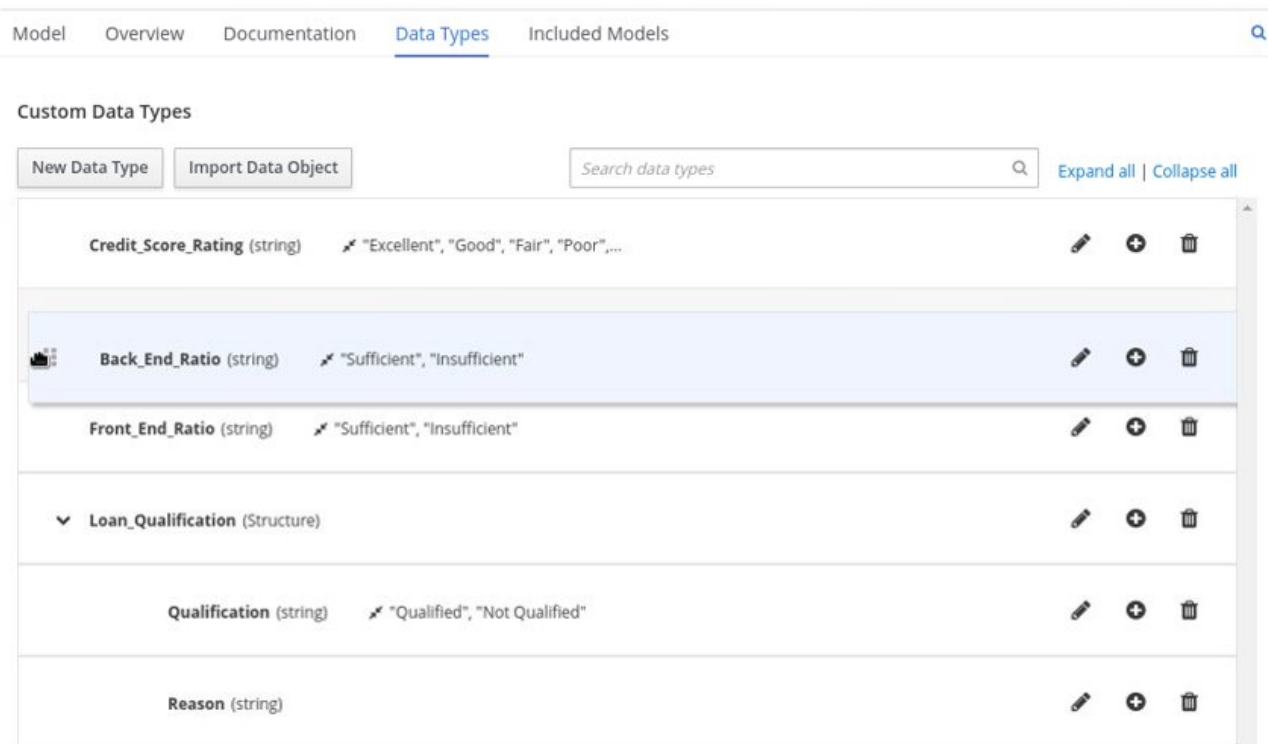 Model Overview Documentation Data Types Included Models
Custom Data Types
New Data Type Import Data Object Search data types Expand all | Collapse all
Credit_Score_Rating (string) "Excellent", "Good", "Fair", "Poor",...
Back_End_Ratio (string) "Sufficient", "Insufficient"
Front_End_Ratio (string) "Sufficient", "Insufficient"
Loan_Qualification (Structure)
Qualification (string) "Qualified", "Not Qualified"
Reason (string)